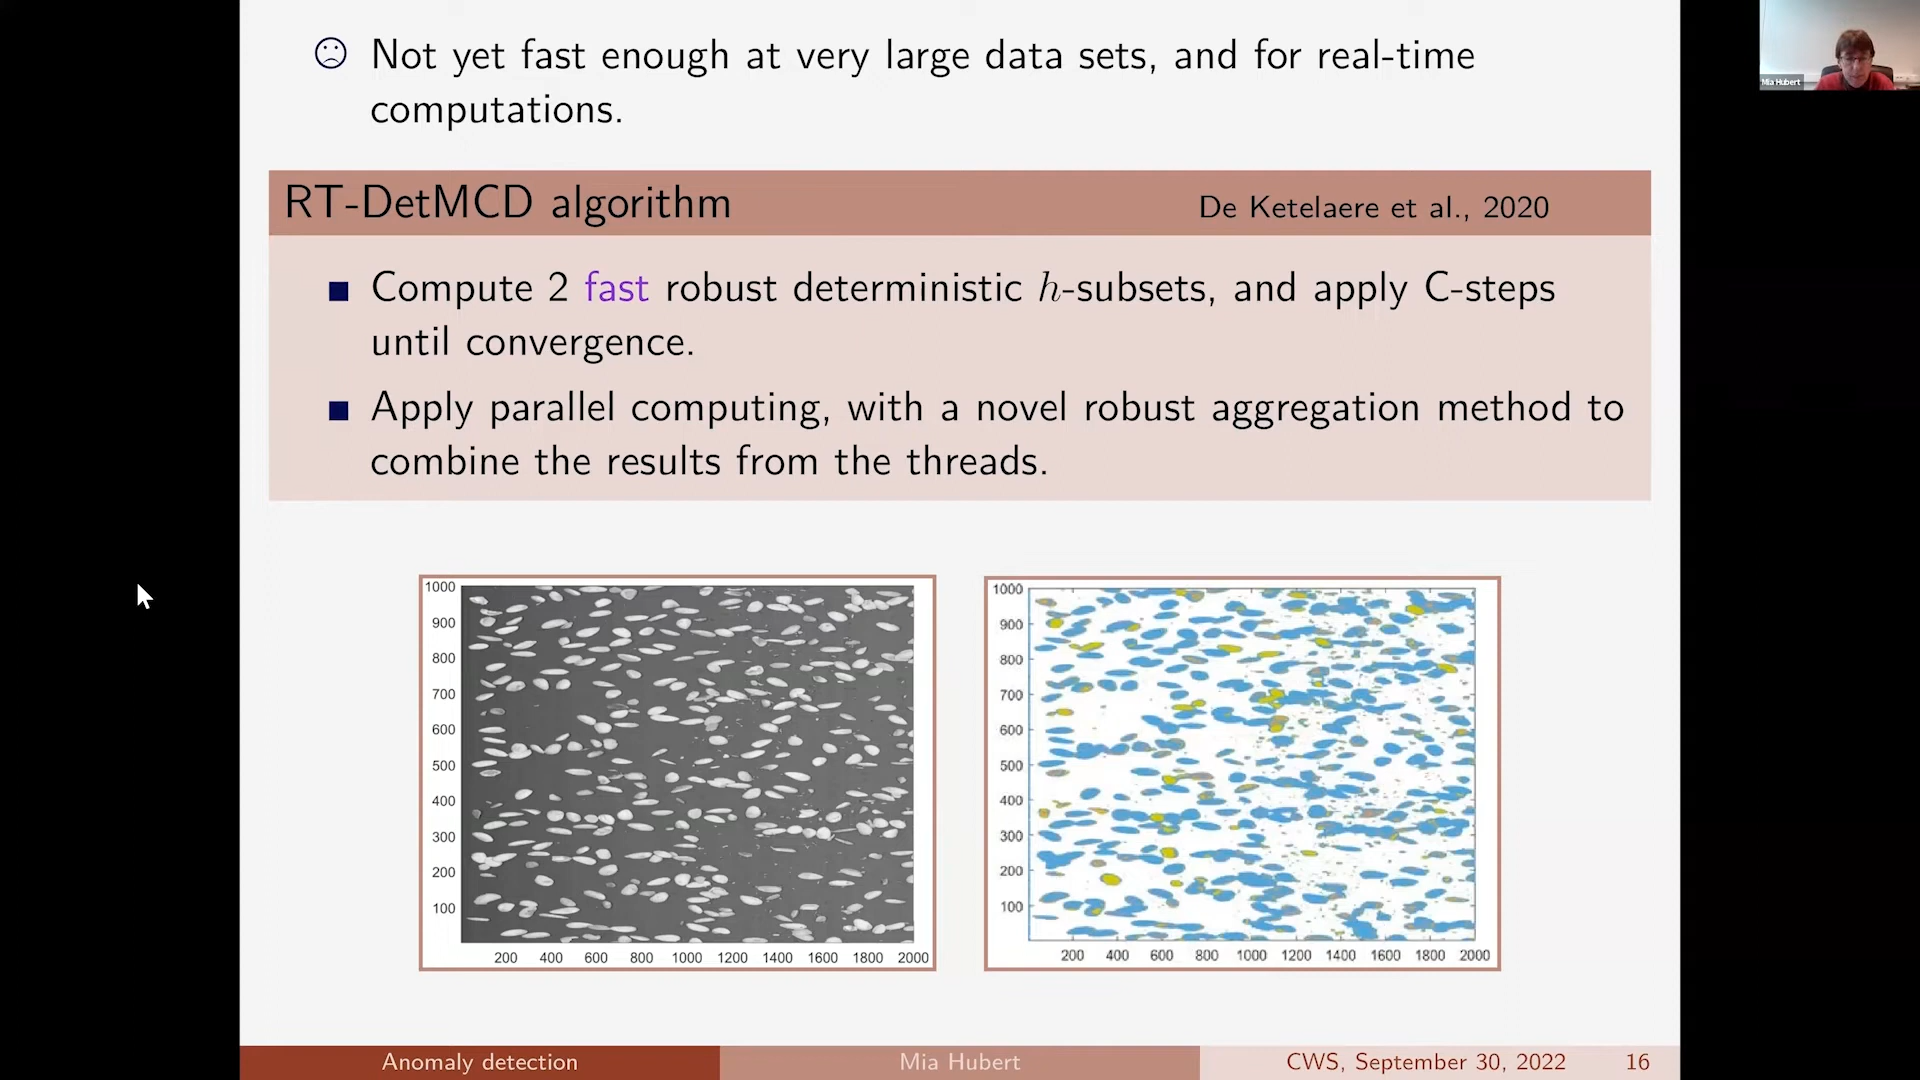 Not yet fast enough at very large data sets, and for real-time
computations.
Mia Hubert
RT-DetMCD algorithm
De Ketelaere et al., 2020
Compute 2 fast robust deterministic h-subsets, and apply C-steps
until convergence.
Apply parallel computing, with a novel robust aggregation method to
combine the results from the threads.
1000
900
800
700
600
500
400
300
200
100
200 400 600 800 1000 1200 1400 1600 1800 2000
1000
900
800
700
600
500
400
300
200
100
200 400 600 800 1000 1200 1400 1600 1800 2000
Anomaly detection
Mia Hubert
CWS, September 30, 2022 16